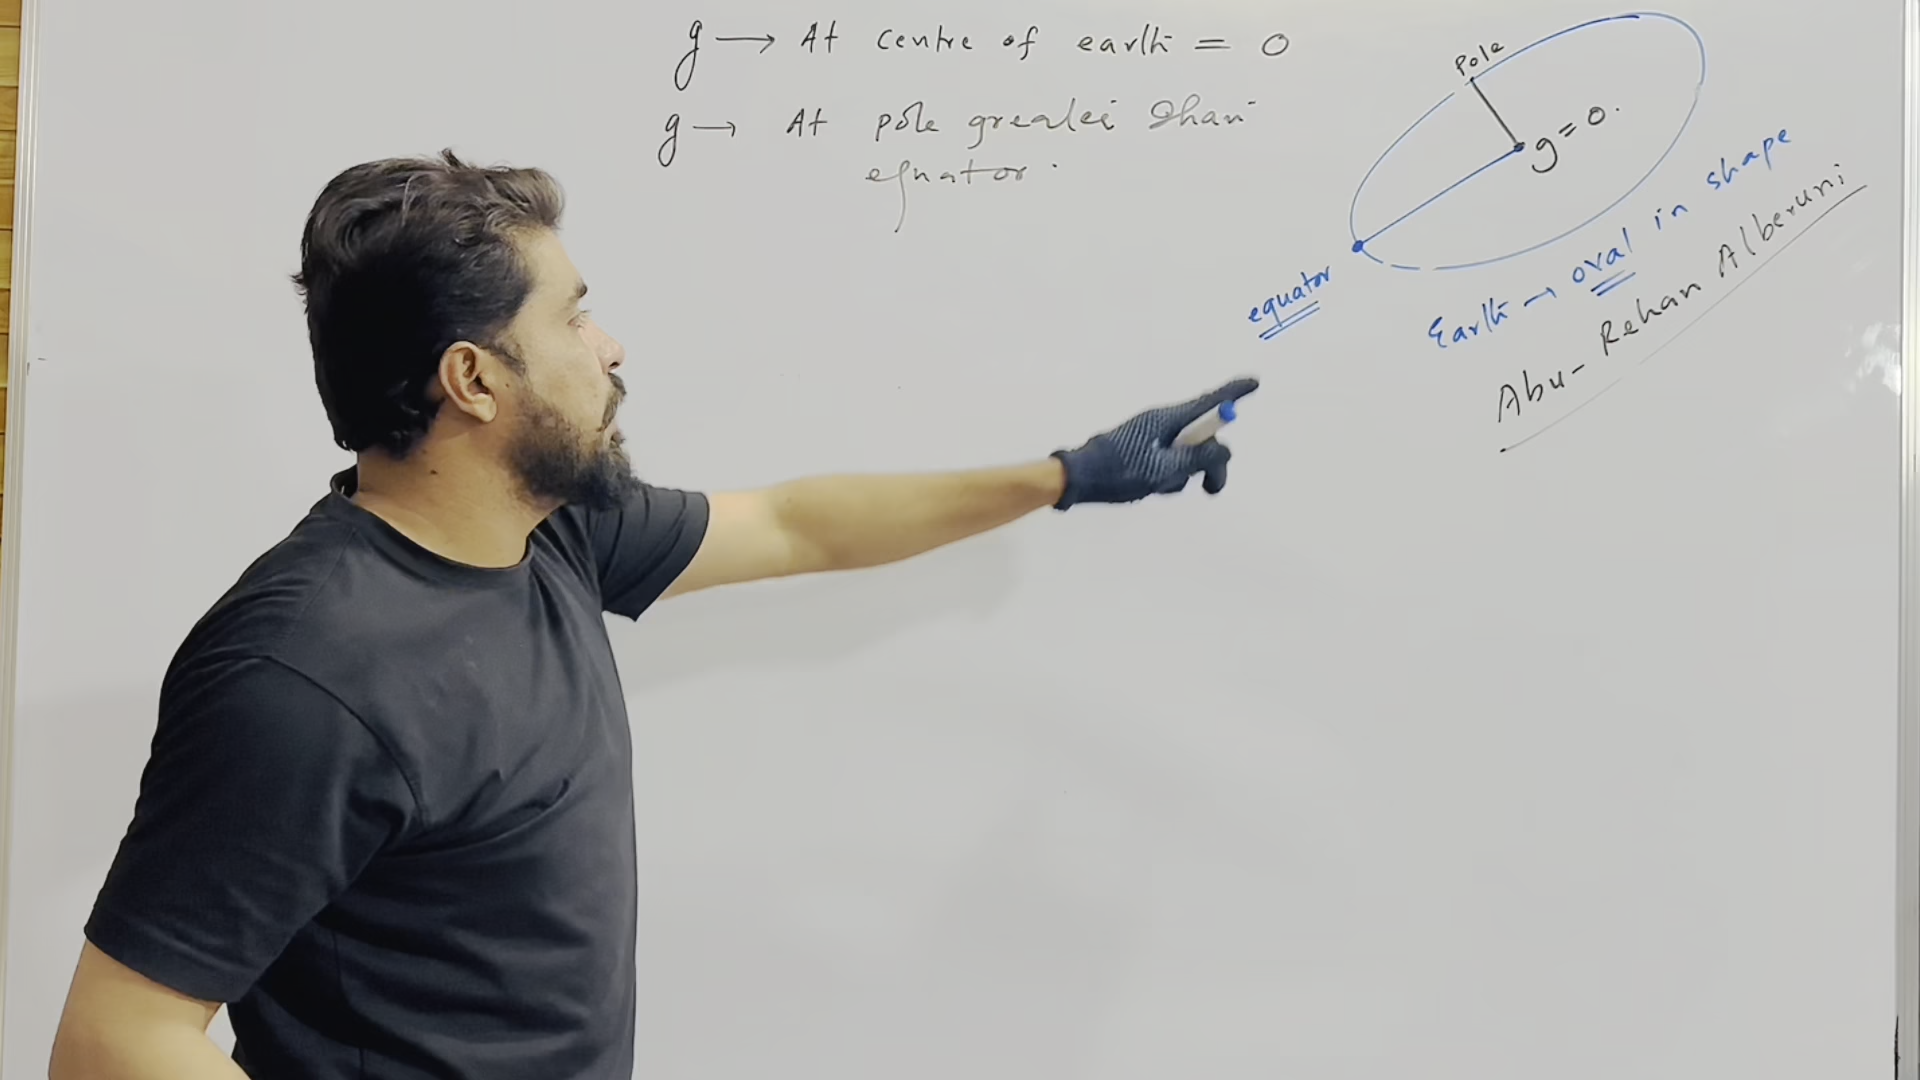 g → At centre of earth = 0
g → At pole greater than
equator.
Pole
g = 0.
equator
Earth → oval in shape
Abu-Rehan Alberuni